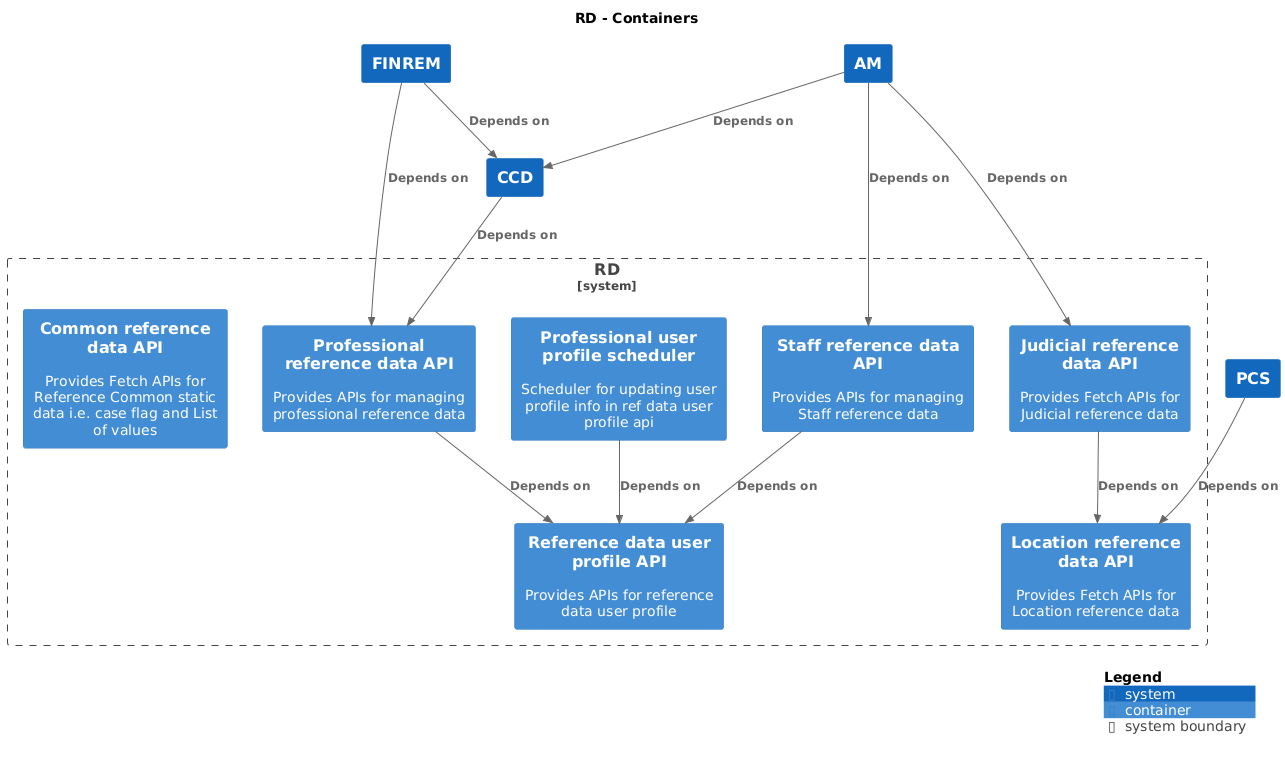 RD - Containers
FINREM
AM
Depends on
Depends on
CCD
Depends on
Depends on
Depends on
Depends on
RD
[system]
Common reference
data API
Provides Fetch APIs for
Reference Common static
data i.e. case flag and List
of values
Professional
reference data API
Provides APIs for managing
professional reference data
Professional user
profile scheduler
Scheduler for updating user
profile info in ref data user
profile api
Staff reference data
API
Provides APIs for managing
Staff reference data
Judicial reference
data API
Provides Fetch APIs for
Judicial reference data
PCS
Depends on
Depends on
Depends on
Depends on
Depends on
Reference data user
profile API
Provides APIs for reference
data user profile
Location reference
data API
Provides Fetch APIs for
Location reference data
Legend
system
container
system boundary